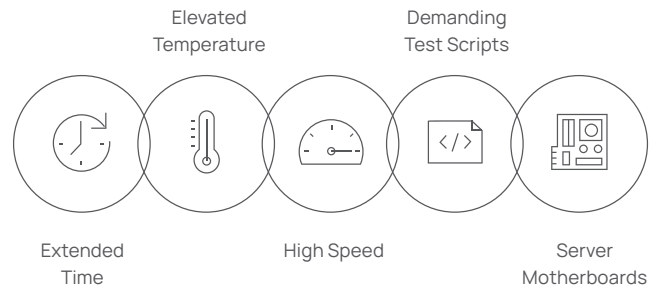 Elevated
Temperature
Demanding
Test Scripts
</>
Extended
Time
High Speed
Server
Motherboards